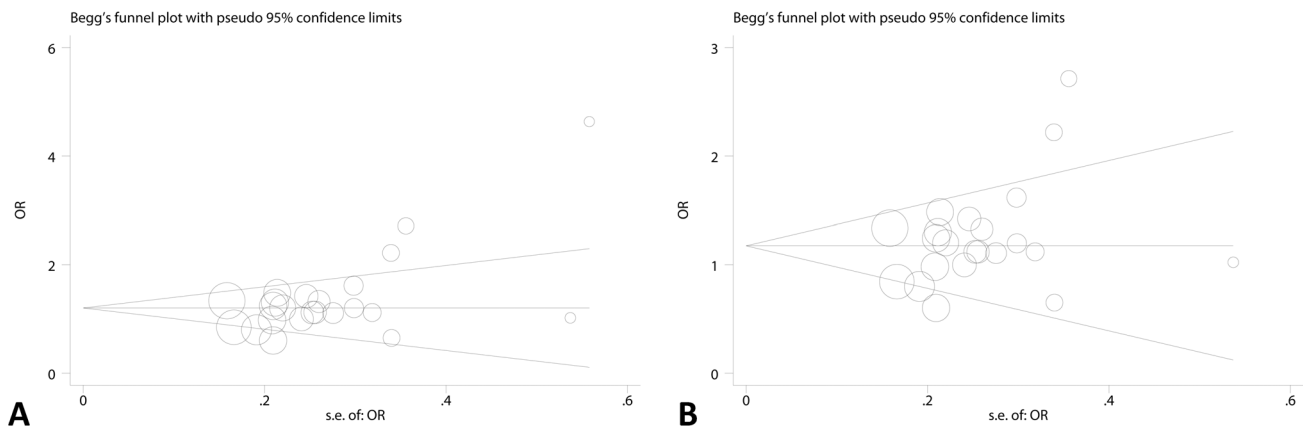 Begg's funnel plot with pseudo 95% confidence limits
6
4
2
0
OR
0
.2
.4
.6
s.e. of: OR
A
Begg's funnel plot with pseudo 95% confidence limits
3
2
1
0
OR
0
.2
.4
.6
s.e. of: OR
B